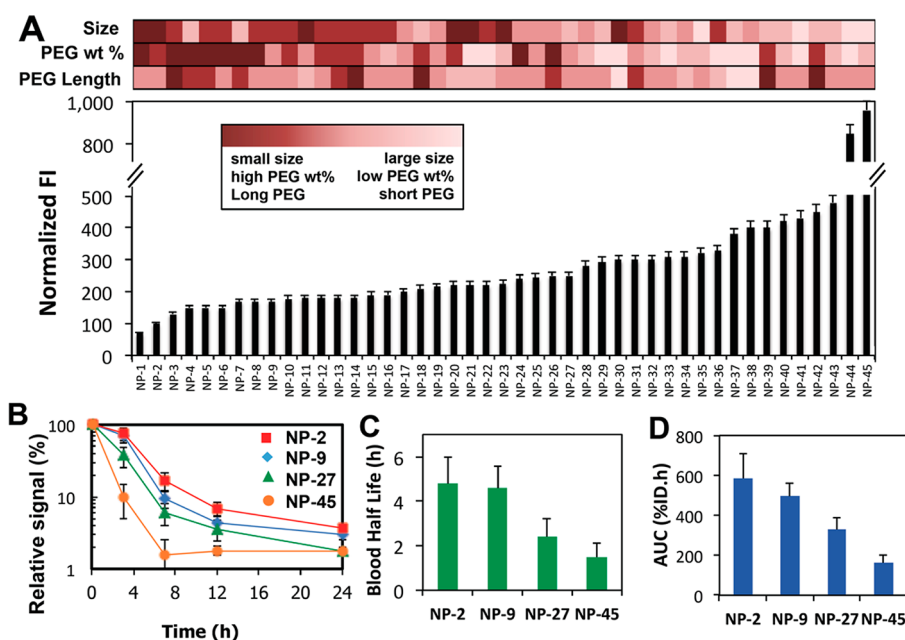 A
Size
PEG wt %
PEG Length
1,000
800
500
400
300
200
100
0
Normalized FI
small size large size
high PEG wt% low PEG wt%
Long PEG short PEG
NP-1 NP-2 NP-3 NP-4 NP-5 NP-6 NP-7 NP-8 NP-9 NP-10 NP-11 NP-12 NP-13 NP-14 NP-15 NP-16 NP-17 NP-18 NP-19 NP-20 NP-21 NP-22 NP-23 NP-24 NP-25 NP-26 NP-27 NP-28 NP-29 NP-30 NP-31 NP-32 NP-33 NP-34 NP-35 NP-36 NP-37 NP-38 NP-39 NP-40 NP-41 NP-42 NP-43 NP-44 NP-45
B
Relative signal (%)
100
10
1
NP-2
NP-9
NP-27
NP-45
0 6 12 18 24
Time (h)
C
Blood Half Life (h)
6
4
2
0
NP-2 NP-9 NP-27 NP-45
D
AUC (%ID.h)
800
600
400
200
0
NP-2 NP-9 NP-27 NP-45